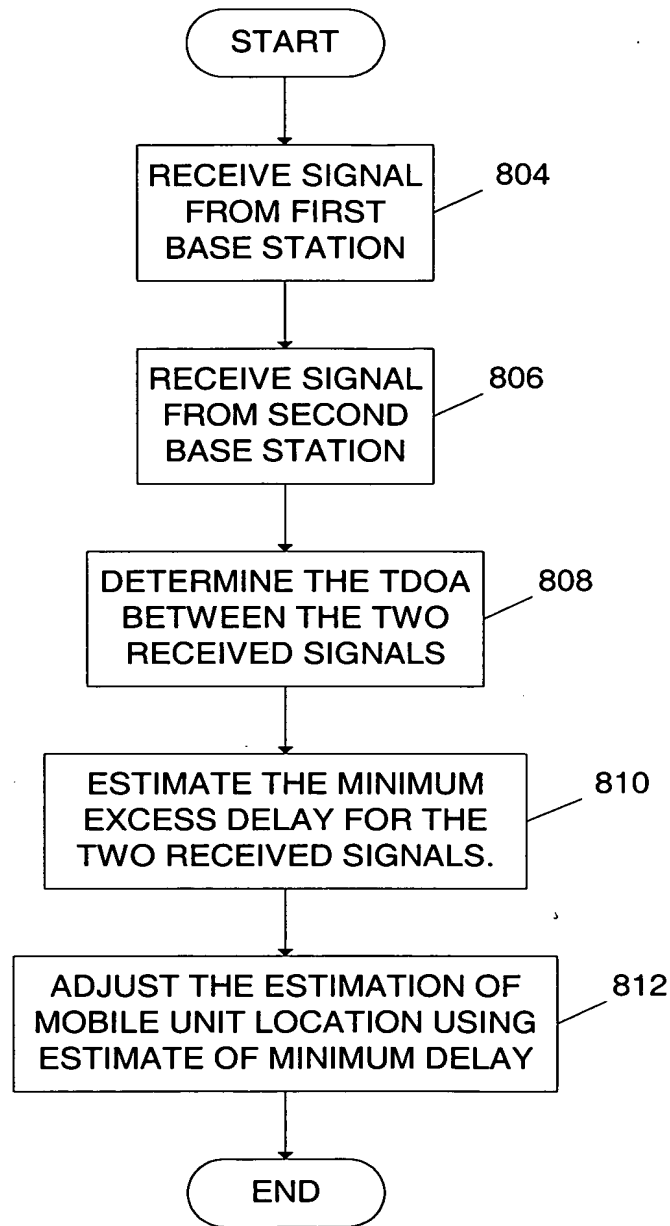 START
RECEIVE SIGNAL
FROM FIRST
BASE STATION
804
RECEIVE SIGNAL
FROM SECOND
BASE STATION
806
DETERMINE THE TDOA
BETWEEN THE TWO
RECEIVED SIGNALS
808
ESTIMATE THE MINIMUM
EXCESS DELAY FOR THE
TWO RECEIVED SIGNALS.
810
ADJUST THE ESTIMATION OF
MOBILE UNIT LOCATION USING
ESTIMATE OF MINIMUM DELAY
812
END